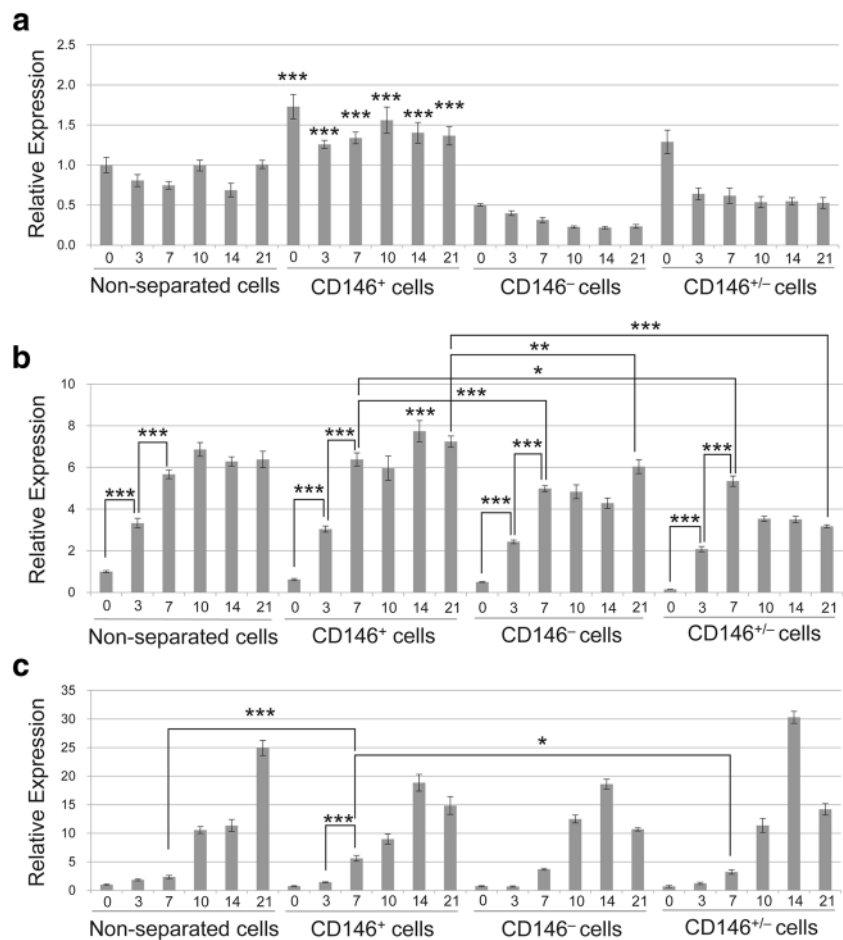 a
Relative Expression
2.5
2.0
1.5
1.0
0.5
0.0
*** *** *** *** *** ***
0 3 7 10 14 21 0 3 7 10 14 21 0 3 7 10 14 21 0 3 7 10 14 21
Non-separated cells CD146⁺ cells CD146⁻ cells CD146⁺/⁻ cells
b
Relative Expression
10
8
6
4
2
0
***
**
*
***
*** *** *** *** *** *** *** *** ***
0 3 7 10 14 21 0 3 7 10 14 21 0 3 7 10 14 21 0 3 7 10 14 21
Non-separated cells CD146⁺ cells CD146⁻ cells CD146⁺/⁻ cells
c
Relative Expression
35
30
25
20
15
10
5
0
***
*
***
0 3 7 10 14 21 0 3 7 10 14 21 0 3 7 10 14 21 0 3 7 10 14 21
Non-separated cells CD146⁺ cells CD146⁻ cells CD146⁺/⁻ cells